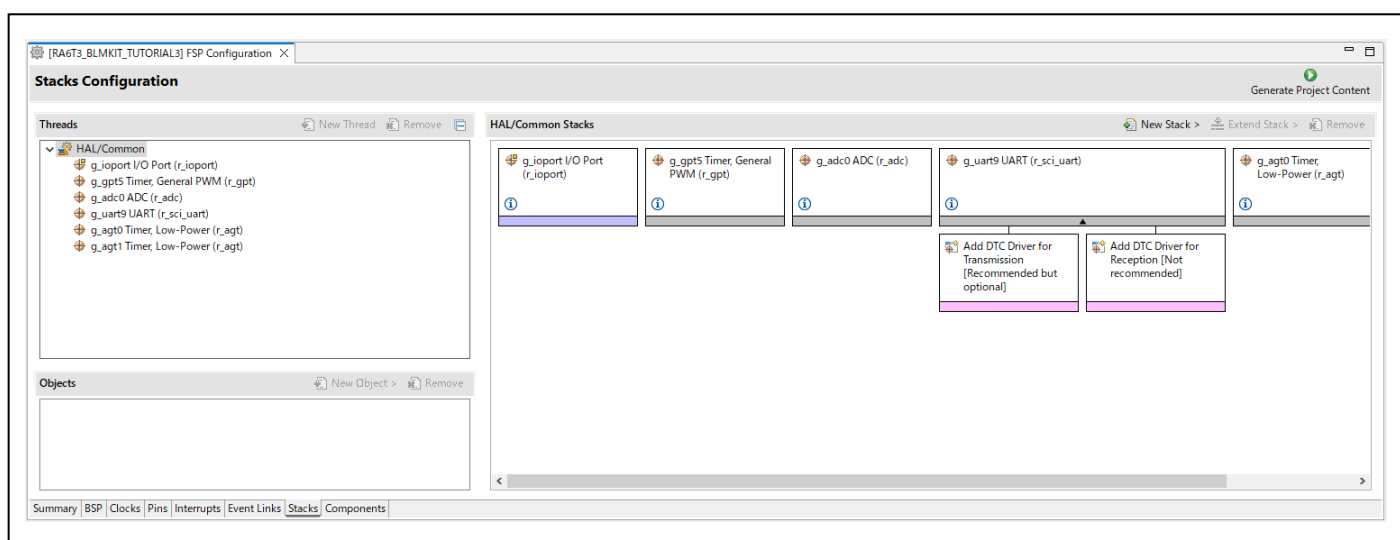 [RA6T3_BLMKIT_TUTORIAL3] FSP Configuration
Stacks Configuration
Generate Project Content
Threads
New Thread
Remove
HAL/Common
g_ioport I/O Port (r_ioport)
g_gpt5 Timer, General PWM (r_gpt)
g_adc0 ADC (r_adc)
g_uart9 UART (r_sci_uart)
g_agt0 Timer, Low-Power (r_agt)
g_agt1 Timer, Low-Power (r_agt)
Objects
New Object >
Remove
HAL/Common Stacks
New Stack >
Extend Stack >
Remove
g_ioport I/O Port
(r_ioport)
g_gpt5 Timer, General
PWM (r_gpt)
g_adc0 ADC (r_adc)
g_uart9 UART (r_sci_uart)
g_agt0 Timer,
Low-Power (r_agt)
Add DTC Driver for
Transmission
[Recommended but
optional]
Add DTC Driver for
Reception [Not
recommended]
Summary BSP Clocks Pins Interrupts Event Links Stacks Components